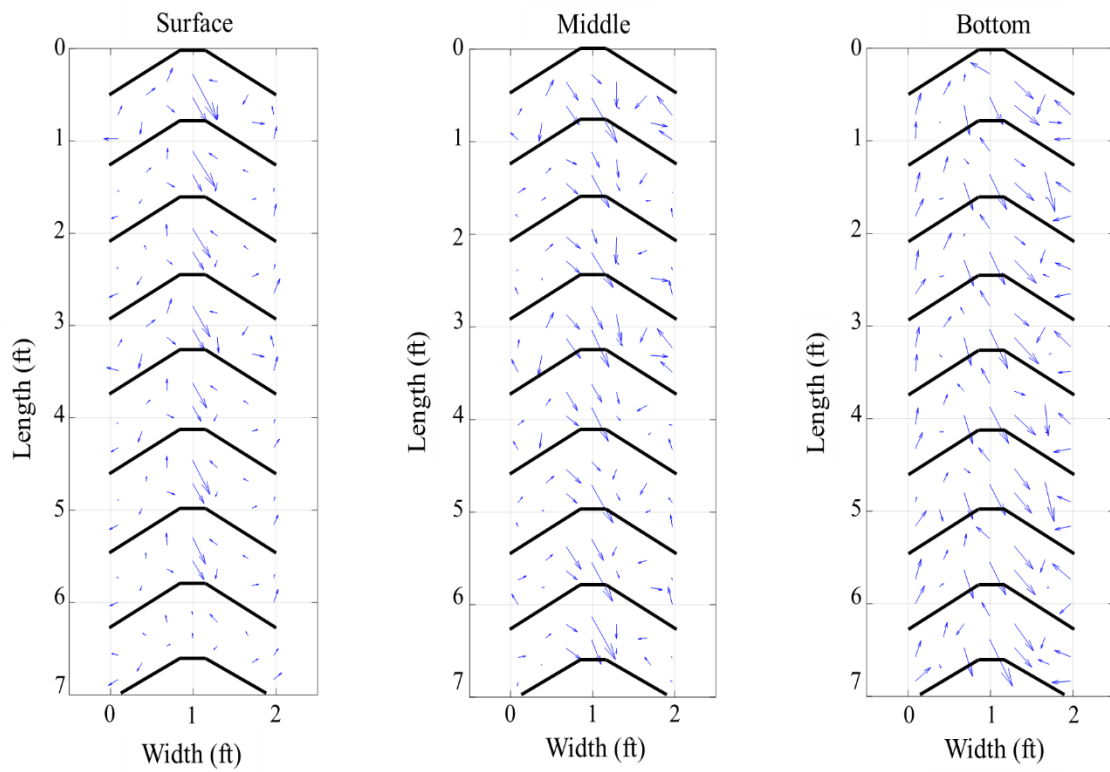 Surface
0
1
2
3
4
5
6
7
Length (ft)
0 1 2
Width (ft)
Middle
0
1
2
3
4
5
6
7
Length (ft)
0 1 2
Width (ft)
Bottom
0
1
2
3
4
5
6
7
Length (ft)
0 1 2
Width (ft)